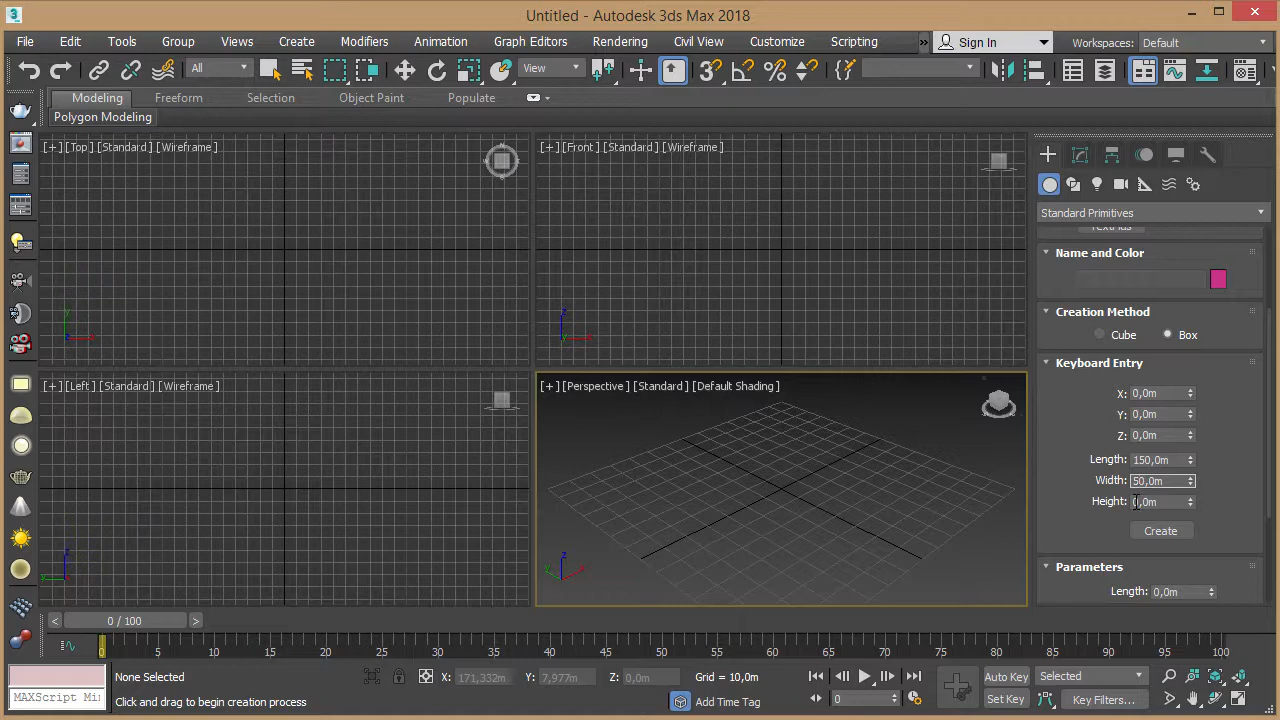 Untitled - Autodesk 3ds Max 2018
File Edit Tools Group Views Create Modifiers Animation Graph Editors Rendering Civil View Customize Scripting » Sign In Workspaces: Default
All View
Modeling Freeform Selection Object Paint Populate
Polygon Modeling
[+] [Top] [Standard] [Wireframe]
[+] [Front] [Standard] [Wireframe]
Standard Primitives
Name and Color
Creation Method
Cube Box
Keyboard Entry
X: 0,0m
Y: 0,0m
Z: 0,0m
Length: 150,0m
Width: 50,0m
Height: 0,0m
Create
Parameters
Length: 0,0m
[+] [Left] [Standard] [Wireframe]
[+] [Perspective] [Standard] [Default Shading]
x y z
< 0 / 100 >
0 5 10 15 20 25 30 35 40 45 50 55 60 65 70 75 80 85 90 95 100
None Selected X: 171,332m Y: 7,977m Z: 0,0m Grid = 10,0m Auto Key Selected
MAXScript Mi Click and drag to begin creation process Add Time Tag 0 Set Key Key Filters...